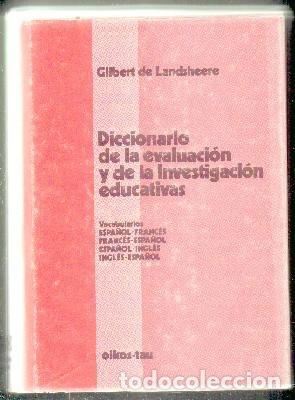 Gilbert de Landsheere
Diccionario
de la evaluación
y de la investigación
educativas
Vocabularios
ESPAÑOL-FRANCÉS
FRANCÉS-ESPAÑOL
ESPAÑOL-INGLÉS
INGLÉS-ESPAÑOL
oikos-tau
todocoleccion